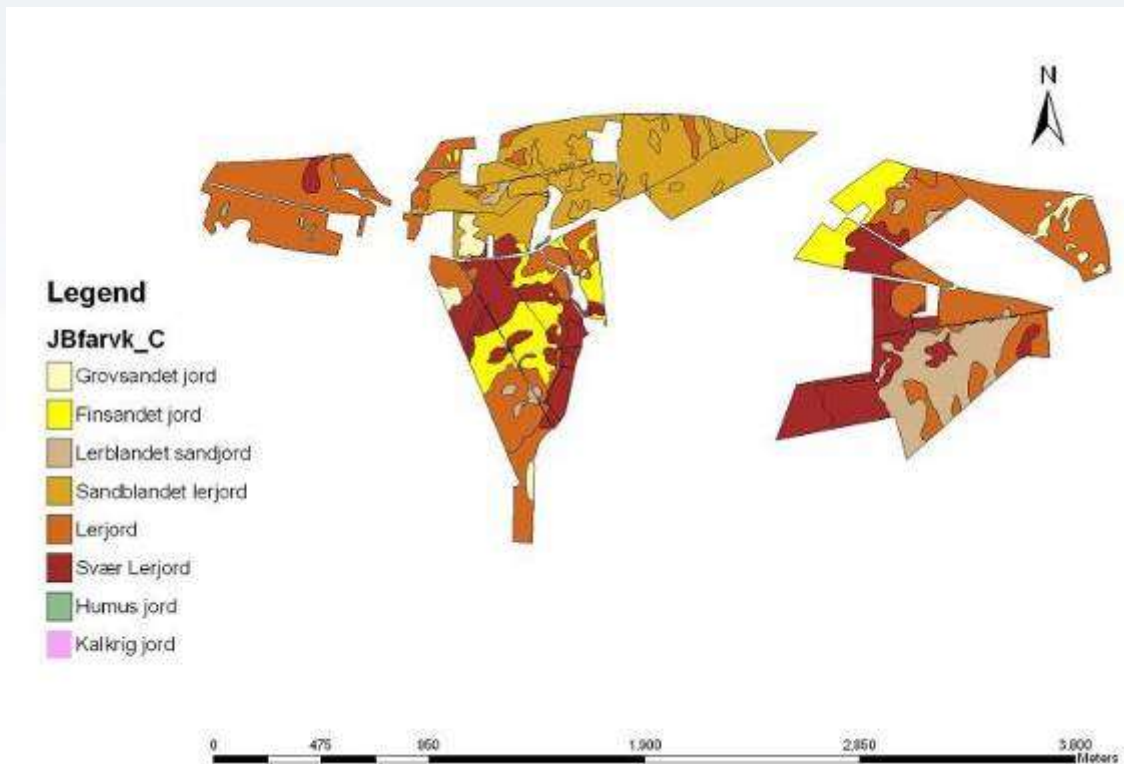 N
Legend
JBfarvk_C
Grovsandet jord
Finsandet jord
Lerblandet sandjord
Sandblandet lerjord
Lerjord
Svær Lerjord
Humus jord
Kalkrig jord
0 475 950 1.900 2.850 3.800
Meters